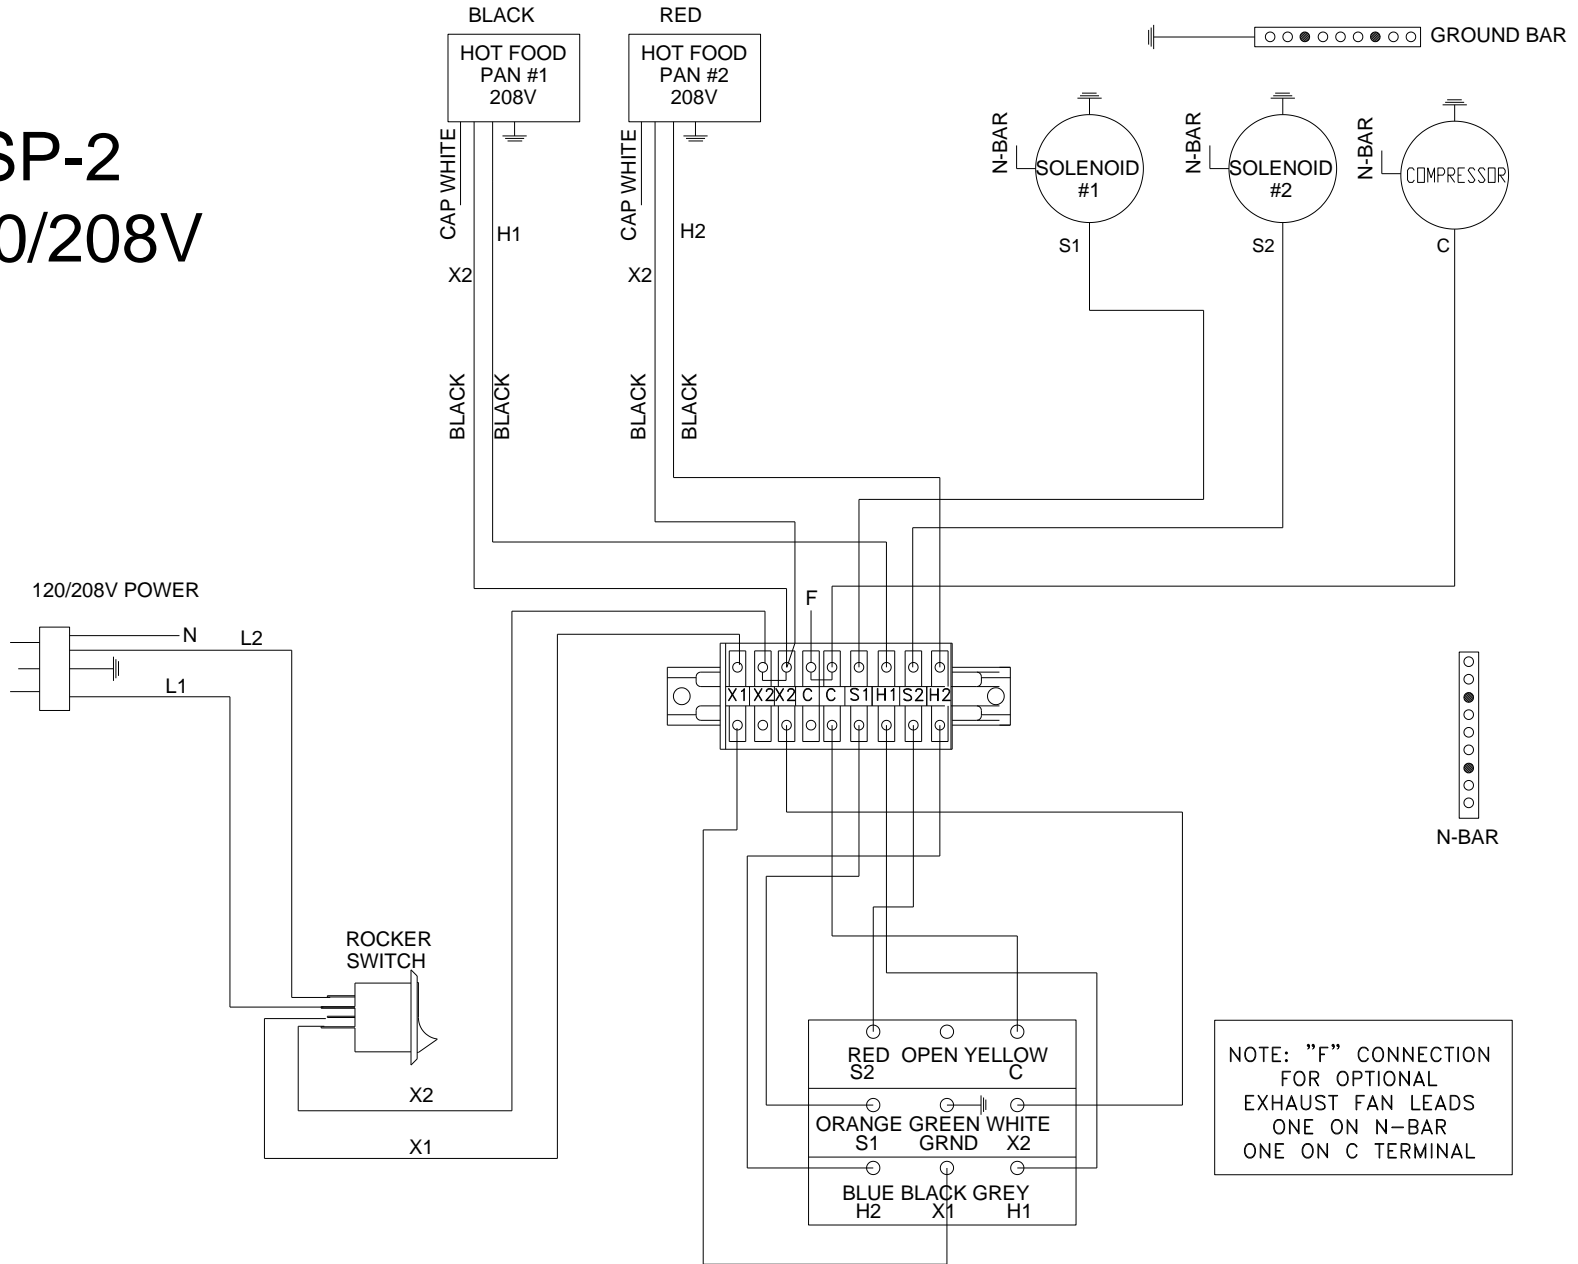 BLACK
RED
HOT FOOD
PAN #1
208V
HOT FOOD
PAN #2
208V
GROUND BAR
SP-2
0/208V
CAP WHITE
H1
X2
BLACK
BLACK
CAP WHITE
H2
X2
BLACK
BLACK
N-BAR
SOLENOID
#1
S1
N-BAR
SOLENOID
#2
S2
N-BAR
COMPRESSOR
C
120/208V POWER
N
L2
L1
F
X1 X2 X2 C C S1 H1 S2 H2
N-BAR
ROCKER
SWITCH
X2
X1
RED OPEN YELLOW
S2 C
ORANGE GREEN WHITE
S1 GRND X2
BLUE BLACK GREY
H2 X1 H1
NOTE: "F" CONNECTION
FOR OPTIONAL
EXHAUST FAN LEADS
ONE ON N-BAR
ONE ON C TERMINAL